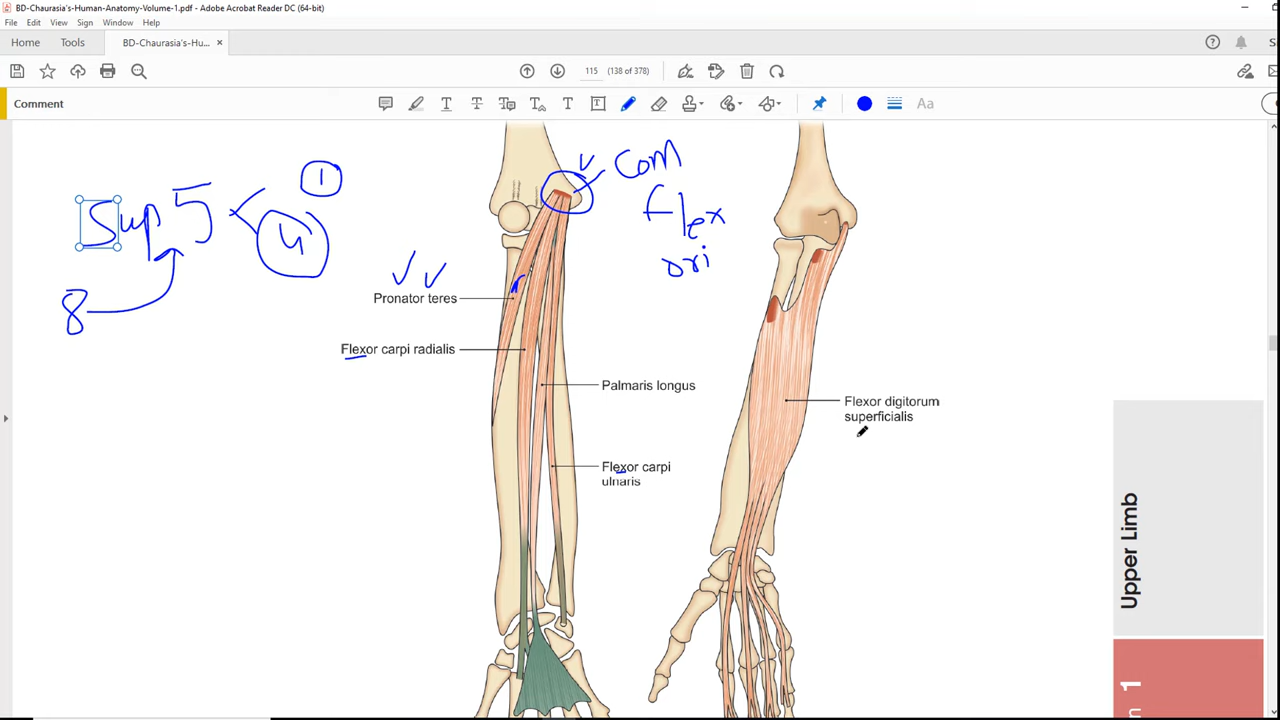 BD-Chaurasia's-Human-Anatomy-Volume-1.pdf - Adobe Acrobat Reader DC (64-bit)
File Edit View Sign Window Help
Home Tools BD-Chaurasia's-Hu... ×
115 (138 of 378)
Comment
Aa
Sup 5
1
4
8
Com
flex
ori
Pronator teres
Flexor carpi radialis
Palmaris longus
Flexor carpi
ulnaris
Flexor digitorum
superficialis
Upper Limb
n 1